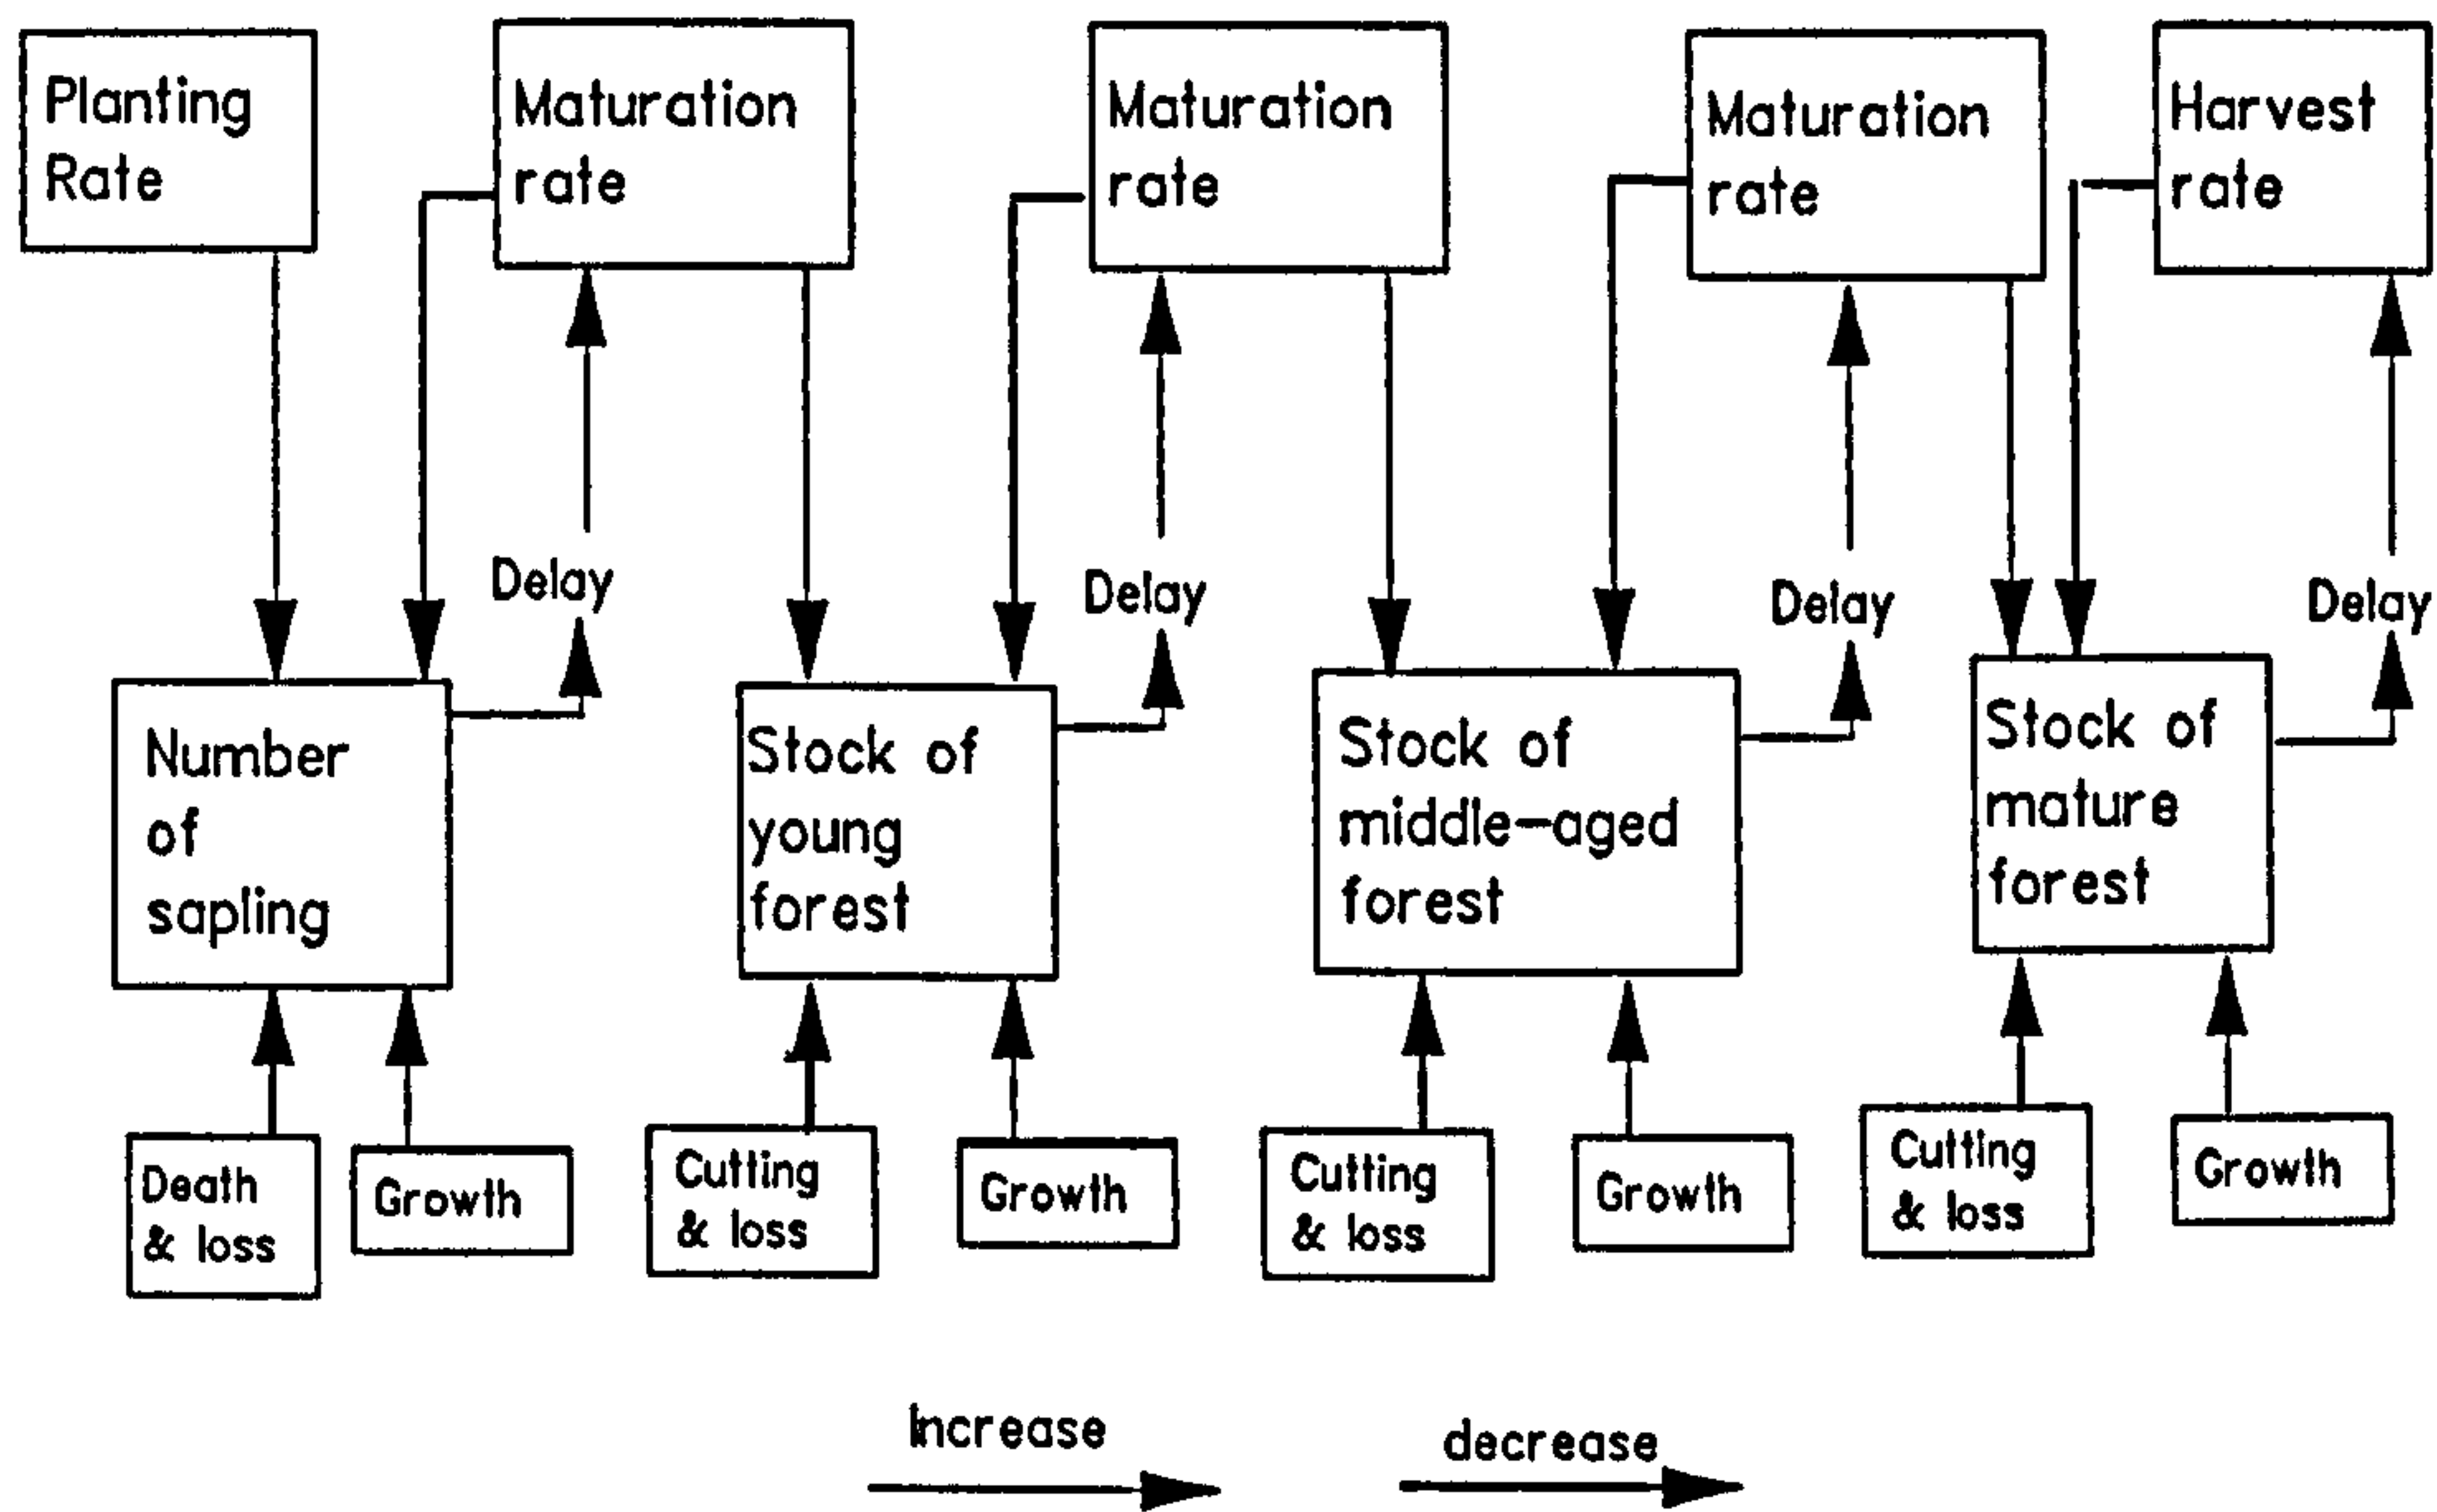 Planting
Rate
Maturation
rate
Maturation
rate
Maturation
rate
Harvest
rate
Delay
Delay
Delay
Delay
Number
of
sapling
Stock of
young
forest
Stock of
middle-aged
forest
Stock of
mature
forest
Death
& loss
Growth
Cutting
& loss
Growth
Cutting
& loss
Growth
Cutting
& loss
Growth
Increase
decrease